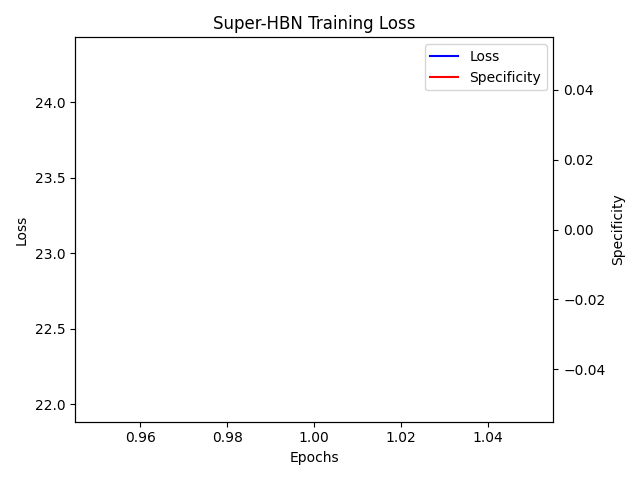 Super-HBN Training Loss
Loss
Specificity
24.0
23.5
23.0
22.5
22.0
Loss
0.04
0.02
0.00
−0.02
−0.04
Specificity
0.96 0.98 1.00 1.02 1.04
Epochs